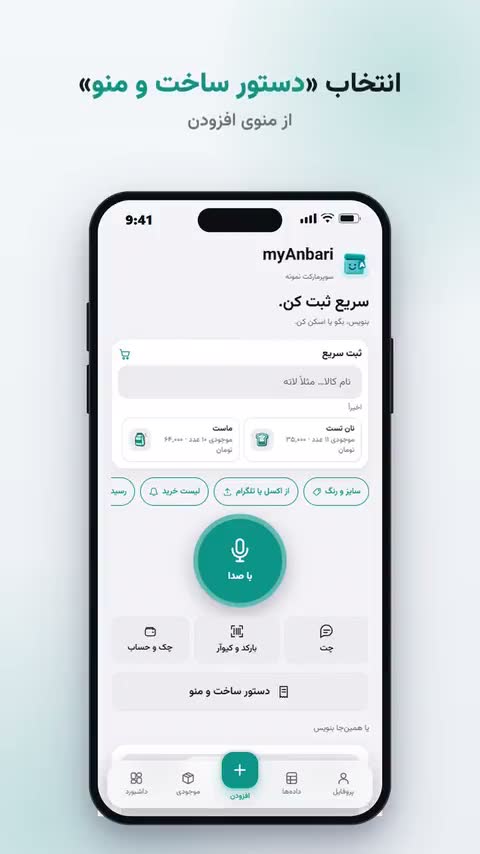 انتخاب «دستور ساخت و منو»
از منوی افزودن
9:41
myAnbari
سوپرمارکت نمونه
سریع ثبت کن.
بنویس، بگو یا اسکن کن.
ثبت سریع
نام کالا... مثلاً لاته
اخیراً
نان تست
موجودی ۱۱ عدد · ۳۵,۰۰۰ تومان
ماست
موجودی ۱۰ عدد · ۶۴,۰۰۰ تومان
سایز و رنگ
از اکسل یا تلگرام
لیست خرید
رسید
با صدا
چت
بارکد و کیوآر
چک و حساب
دستور ساخت و منو
یا همین‌جا بنویس
پروفایل
داده‌ها
افزودن
موجودی
داشبورد